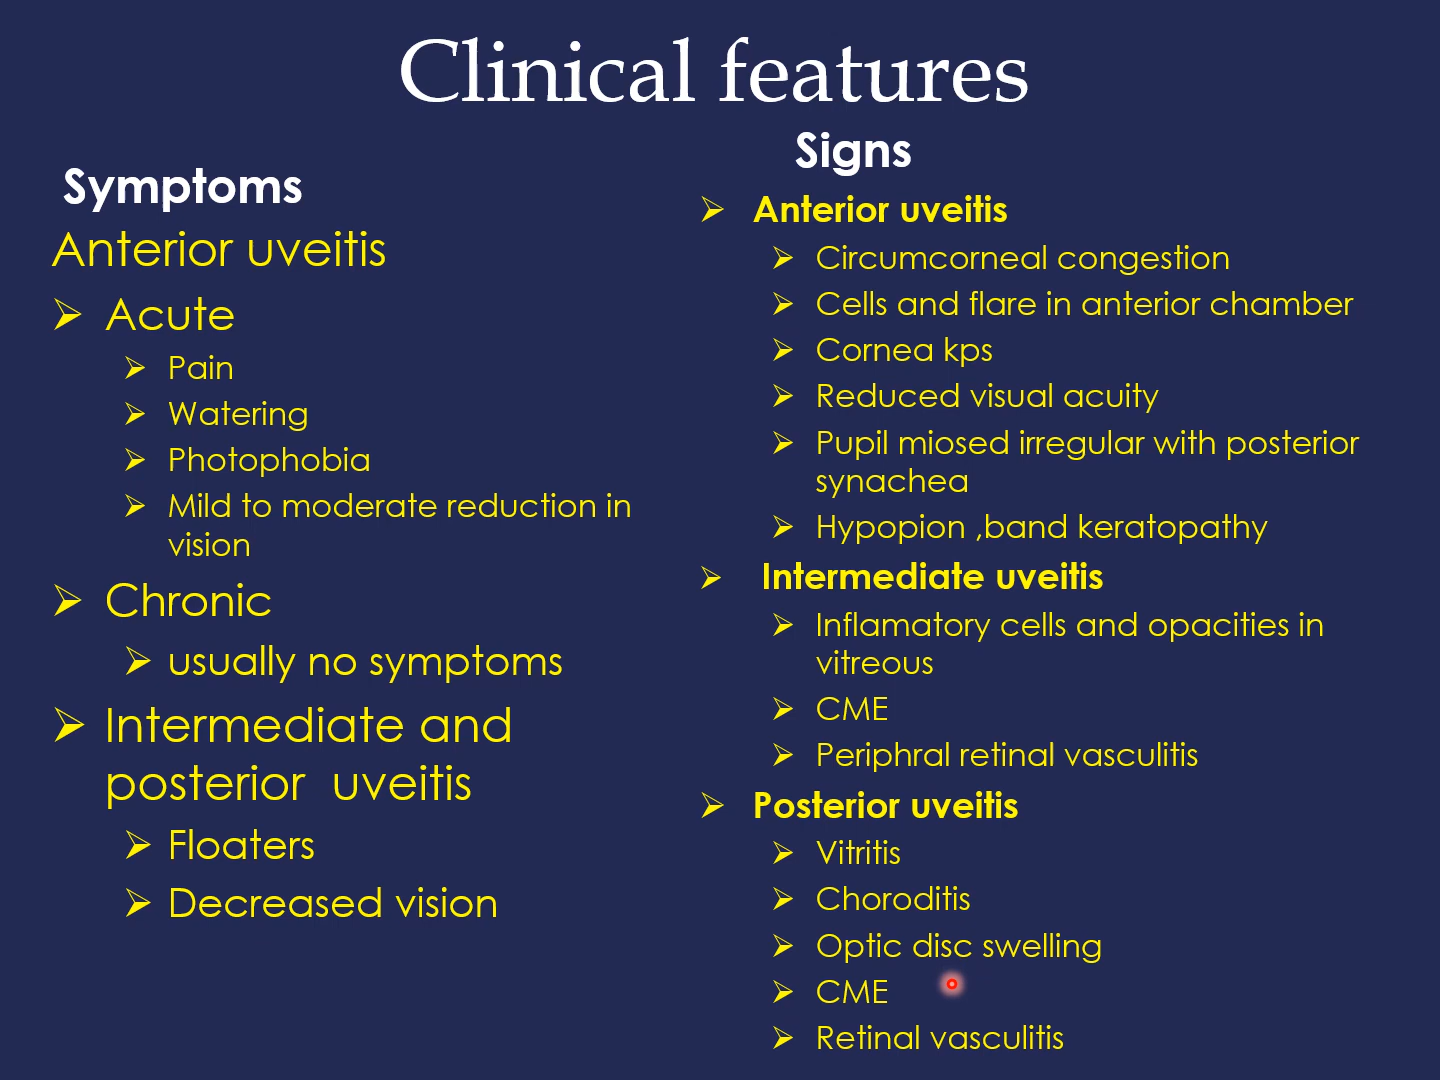 Clinical features
Symptoms
Anterior uveitis
Acute
Pain
Watering
Photophobia
Mild to moderate reduction in
vision
Chronic
usually no symptoms
Intermediate and
posterior  uveitis
Floaters
Decreased vision
Signs
Anterior uveitis
Circumcorneal congestion
Cells and flare in anterior chamber
Cornea kps
Reduced visual acuity
Pupil miosed irregular with posterior
synachea
Hypopion ,band keratopathy
Intermediate uveitis
Inflamatory cells and opacities in
vitreous
CME
Periphral retinal vasculitis
Posterior uveitis
Vitritis
Choroditis
Optic disc swelling
CME
Retinal vasculitis